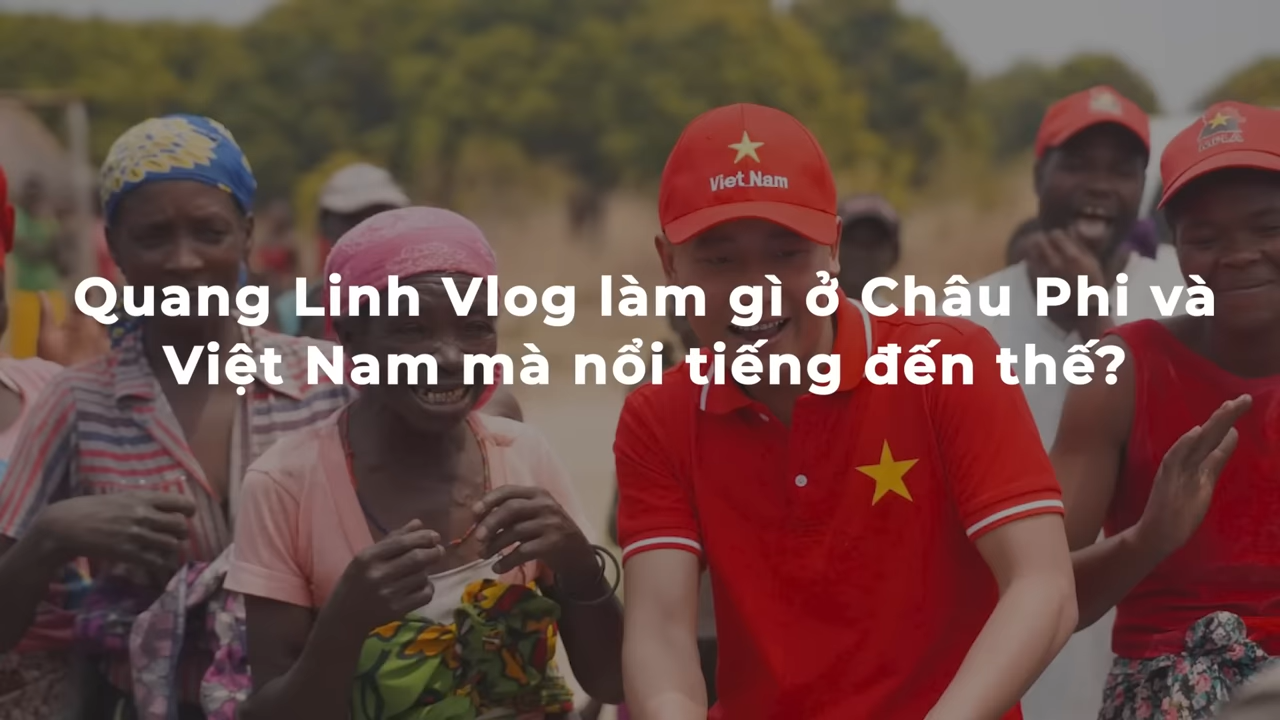 Viet Nam
Quang Linh Vlog làm gì ở Châu Phi và
Việt Nam mà nổi tiếng đến thế?